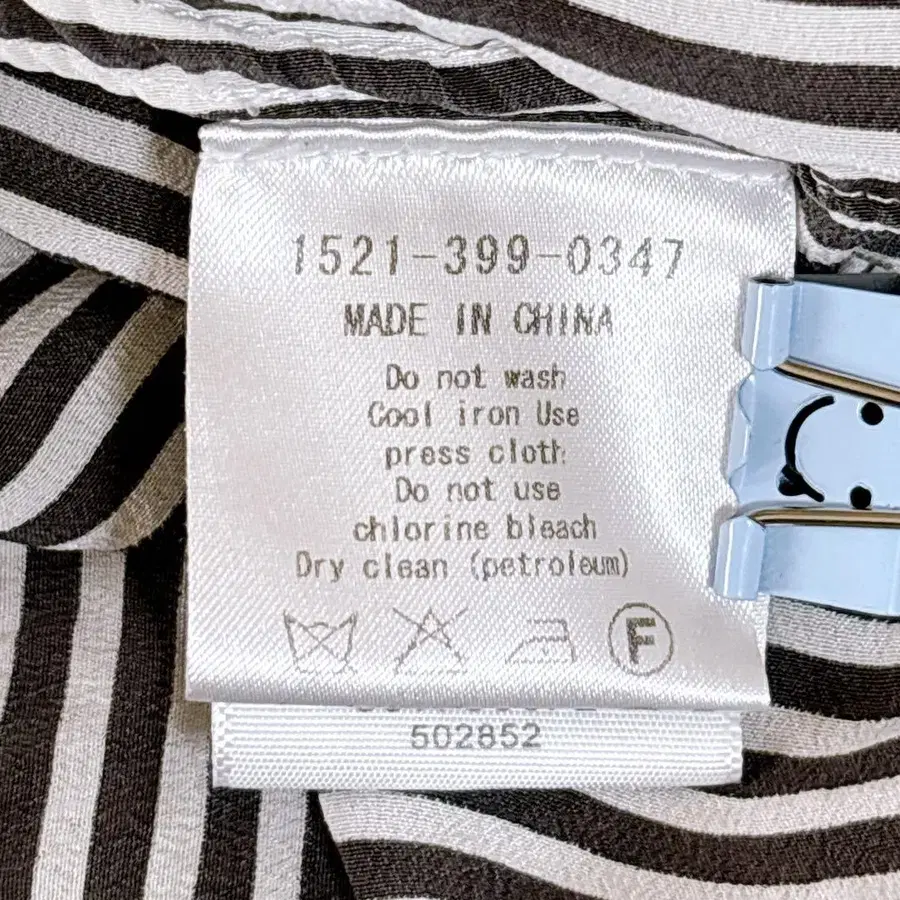 1521-399-0347
MADE IN CHINA
Do not wash
Cool iron Use
press cloth
Do not use
chlorine bleach
Dry clean (petroleum)
F
502852